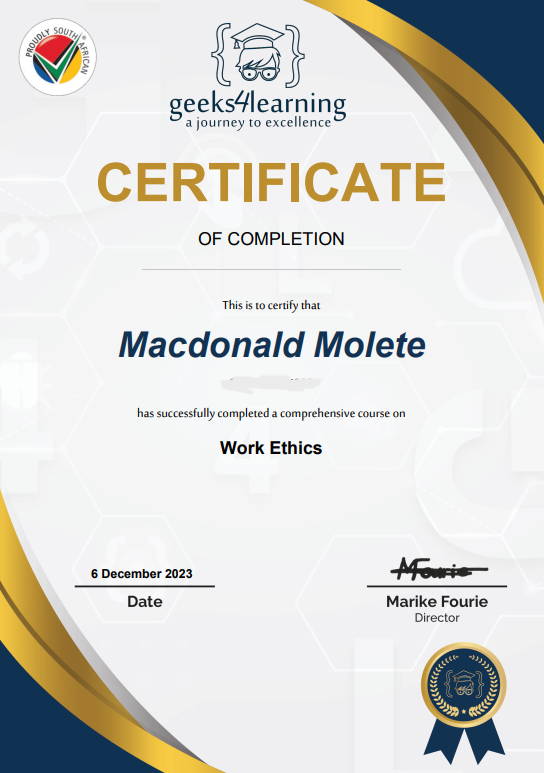 PROUDLY SOUTH AFRICAN
geeks4learning
a journey to excellence
CERTIFICATE
OF COMPLETION
This is to certify that
Macdonald Molete
has successfully completed a comprehensive course on
Work Ethics
6 December 2023
Date
MFourie
Marike Fourie
Director